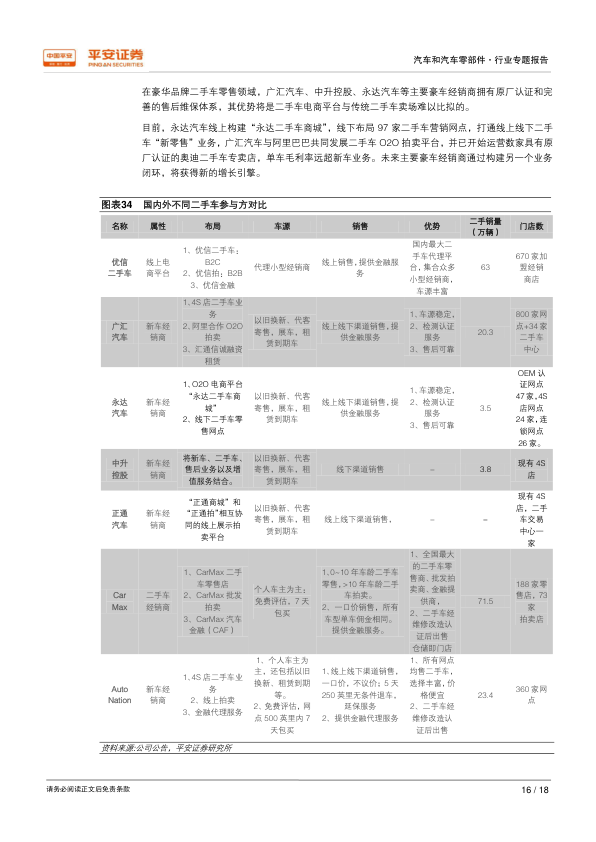 中国平安
平安证券
PING AN SECURITIES
汽车和汽车零部件·行业专题报告
在豪华品牌二手车零售领域，广汇汽车、中升控股、永达汽车等主要豪车经销商拥有原厂认证和完
善的售后维保体系，其优势将是二手车电商平台与传统二手车卖场难以比拟的。
目前，永达汽车线上构建“永达二手车商城”，线下布局 97 家二手车营销网点，打通线上线下二手
车“新零售”业务，广汇汽车与阿里巴巴共同发展二手车 O2O 拍卖平台，并已开始运营数家具有原
厂认证的奥迪二手车专卖店，单车毛利率远超新车业务。未来主要豪车经销商通过构建另一个业务
闭环，将获得新的增长引擎。
图表34 国内外不同二手车参与方对比
名称 属性 布局 车源 销售 优势 二手销量（万辆） 门店数
优信
二手车
线上电
商平台
1、优信二手车：
B2C
2、优信拍：B2B
3、优信金融
代理小型经销商
线上销售，提供金融服
务
国内最大二
手车代理平
台，集合众多
小型经销商，
车源丰富
63
670 家加
盟经销
商店
广汇
汽车
新车经
销商
1、4S 店二手车业
务
2、阿里合作 O2O
拍卖
3、汇通信诚融资
租赁
以旧换新、代客
寄售，展车，租
赁到期车
线上线下渠道销售，提
供金融服务
1、车源稳定，
2、检测认证
服务
3、售后可靠
20.3
800 家网
点+34 家
二手车
中心
永达
汽车
新车经
销商
1、O2O 电商平台
“永达二手车商
城”
2、线下二手车零
售网点
以旧换新、代客
寄售，展车，租
赁到期车
线上线下渠道销售，提
供金融服务
1、车源稳定，
2、检测认证
服务
3、售后可靠
3.5
OEM 认
证网点
47 家，4S
店网点
24 家，连
锁网点
26 家。
中升
控股
新车经
销商
将新车、二手车、
售后业务以及增
值服务结合。
以旧换新、代客
寄售，展车，租
赁到期车
线下渠道销售
–
3.8
现有 4S
店
正通
汽车
新车经
销商
“正通商城”和
“正通拍”相互协
同的线上展示拍
卖平台
以旧换新、代客
寄售，展车，租
赁到期车
线上线下渠道销售，
–
–
现有 4S
店，二手
车交易
中心一
家
Car
Max
二手车
经销商
1、CarMax 二手
车零售店
2、CarMax 批发
拍卖
3、CarMax 汽车
金融（CAF）
个人车主为主；
免费评估，7 天
包买
1、0~10 年车龄二手车
零售，>10 年车龄二手
车拍卖。
2、一口价销售，所有
车型单车佣金相同。
提供金融服务。
1、全国最大
的二手车零
售商、批发拍
卖商、金融提
供商，
2、二手车经
维修改造认
证后出售
仓储即门店
71.5
188 家零
售店，73
家
拍卖店
Auto
Nation
新车经
销商
1、4S 店二手车业
务
2、线上拍卖
3、金融代理服务
1、个人车主为
主，还包括以旧
换新、租赁到期
等。
2、免费评估，网
点 500 英里内 7
天包买
1、线上线下渠道销售，
一口价，不议价；5 天
250 英里无条件退车，
延保服务
2、提供金融代理服务
1、所有网点
均售二手车，
选择丰富，价
格便宜
2、二手车经
维修改造认
证后出售
23.4
360 家网
点
资料来源:公司公告，平安证券研究所
请务必阅读正文后免责条款
16 / 18